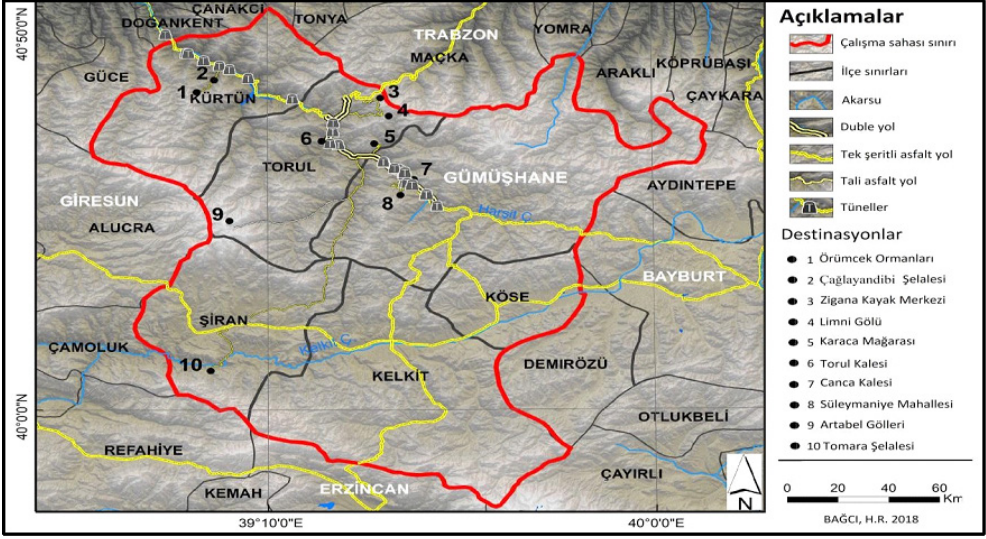 ÇANAKÇI
DOĞANKENT
TONYA
TRABZON
MAÇKA
YOMRA
ARAKLI
KÖPRÜBAŞI
ÇAYKARA
GÜCE
2
1
KÜRTÜN
3
4
5
6
TORUL
7
8
GÜMÜŞHANE
AYDINTEPE
GİRESUN
ALUCRA
9
Harşit Ç.
BAYBURT
KÖSE
ŞİRAN
Kelkit Ç.
ÇAMOLUK
10
KELKİT
DEMİRÖZÜ
OTLUKBELİ
REFAHİYE
ÇAYIRLI
KEMAH
ERZİNCAN
N
40°50'0"N
40°0'0"N
39°10'0"E
40°0'0"E
Açıklamalar
Çalışma sahası sınırı
İlçe sınırları
Akarsu
Duble yol
Tek şeritli asfalt yol
Tali asfalt yol
Tüneller
Destinasyonlar
1 Örümcek Ormanları
2 Çağlayandibi Şelalesi
3 Zigana Kayak Merkezi
4 Limni Gölü
5 Karaca Mağarası
6 Torul Kalesi
7 Canca Kalesi
8 Süleymaniye Mahallesi
9 Artabel Gölleri
10 Tomara Şelalesi
0 20 40 60 Km
BAĞCI, H.R. 2018